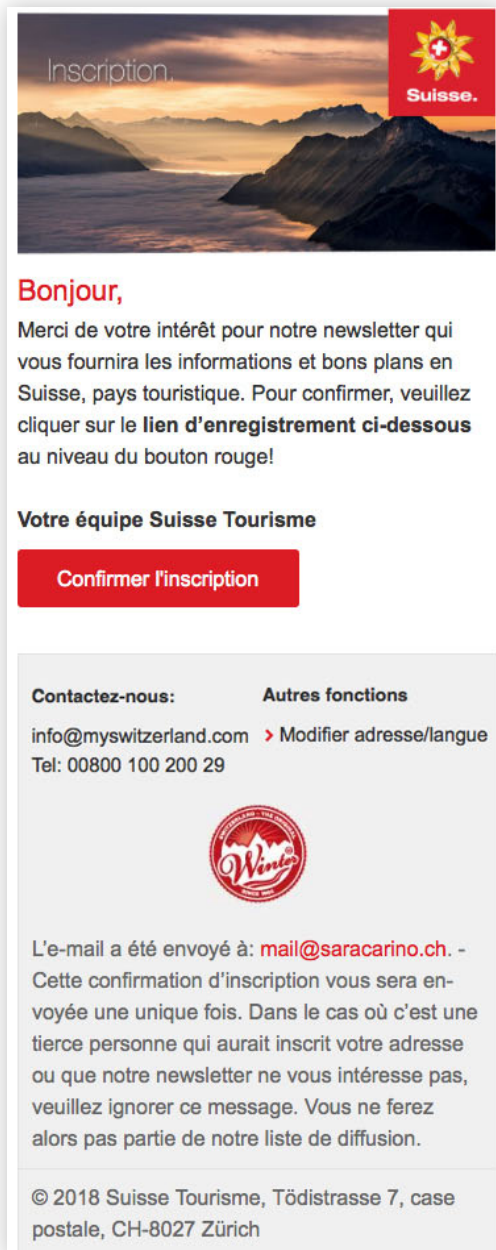 Inscription.
Suisse.
Bonjour,
Merci de votre intérêt pour notre newsletter qui
vous fournira les informations et bons plans en
Suisse, pays touristique. Pour confirmer, veuillez
cliquer sur le lien d'enregistrement ci-dessous
au niveau du bouton rouge!
Votre équipe Suisse Tourisme
Confirmer l'inscription
Contactez-nous:
info@myswitzerland.com
Tel: 00800 100 200 29
Autres fonctions
> Modifier adresse/langue
SWITZERLAND - THE ORIGINAL
Winter
L'e-mail a été envoyé à: mail@saracarino.ch. -
Cette confirmation d'inscription vous sera en-
voyée une unique fois. Dans le cas où c'est une
tierce personne qui aurait inscrit votre adresse
ou que notre newsletter ne vous intéresse pas,
veuillez ignorer ce message. Vous ne ferez
alors pas partie de notre liste de diffusion.
© 2018 Suisse Tourisme, Tödistrasse 7, case
postale, CH-8027 Zürich